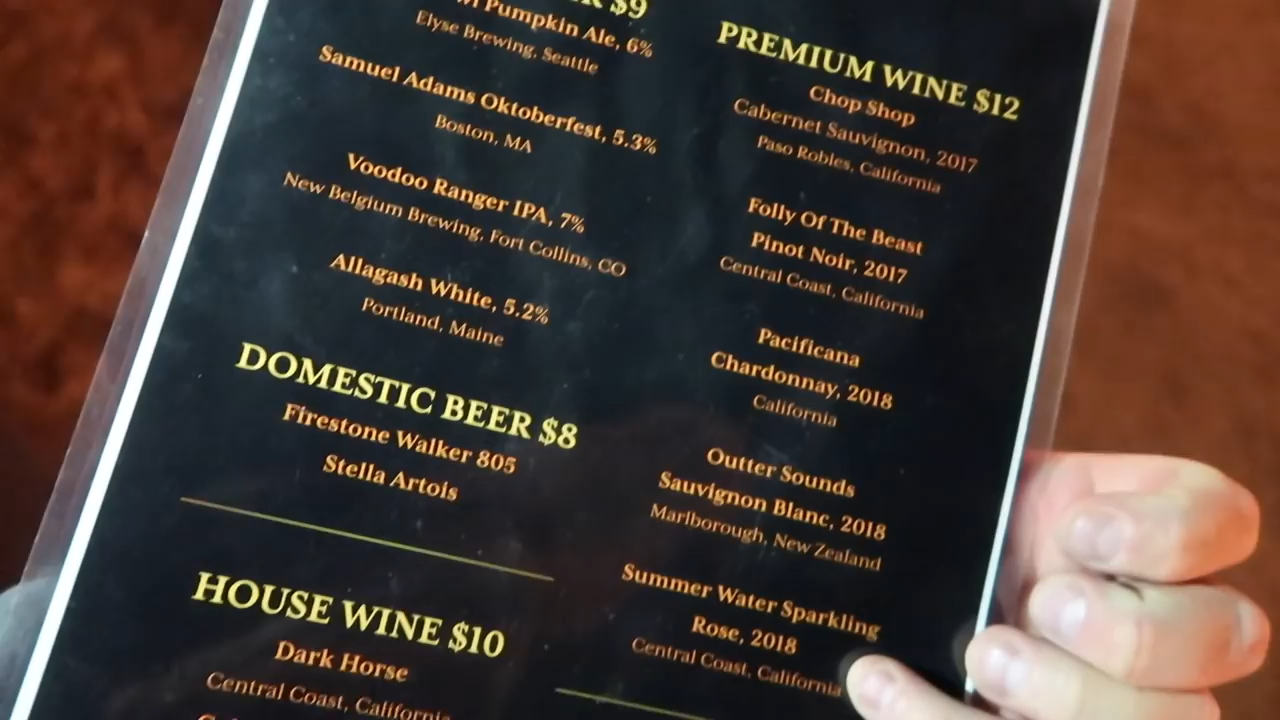 $9
Pumpkin Ale, 6%
Elyse Brewing, Seattle
Samuel Adams Oktoberfest, 5.3%
Boston, MA
Voodoo Ranger IPA, 7%
New Belgium Brewing, Fort Collins, CO
Allagash White, 5.2%
Portland, Maine
DOMESTIC BEER $8
Firestone Walker 805
Stella Artois
HOUSE WINE $10
Dark Horse
Central Coast, California
PREMIUM WINE $12
Chop Shop
Cabernet Sauvignon, 2017
Paso Robles, California
Folly Of The Beast
Pinot Noir, 2017
Central Coast, California
Pacificana
Chardonnay, 2018
California
Outter Sounds
Sauvignon Blanc, 2018
Marlborough, New Zealand
Summer Water Sparkling
Rose, 2018
Central Coast, California